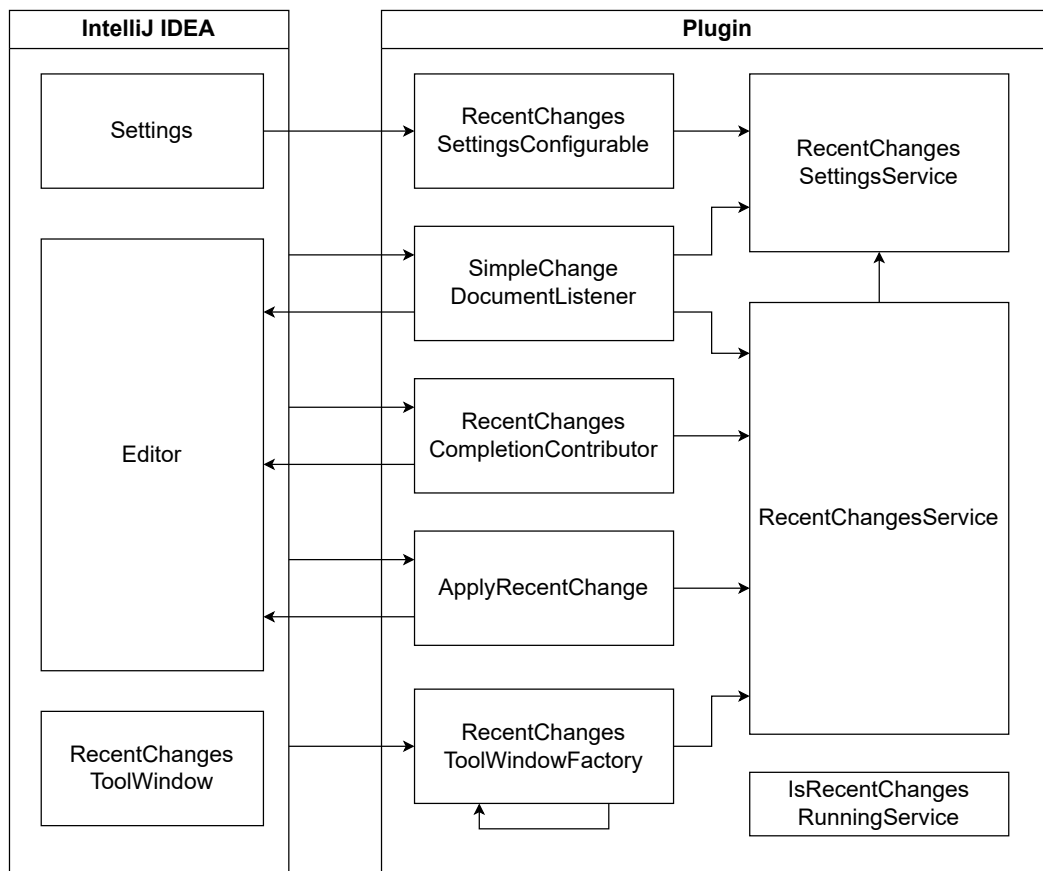 IntelliJ IDEA
Plugin
Settings
RecentChanges
SettingsConfigurable
RecentChanges
SettingsService
SimpleChange
DocumentListener
Editor
RecentChanges
CompletionContributor
RecentChangesService
ApplyRecentChange
RecentChanges
ToolWindow
RecentChanges
ToolWindowFactory
IsRecentChanges
RunningService